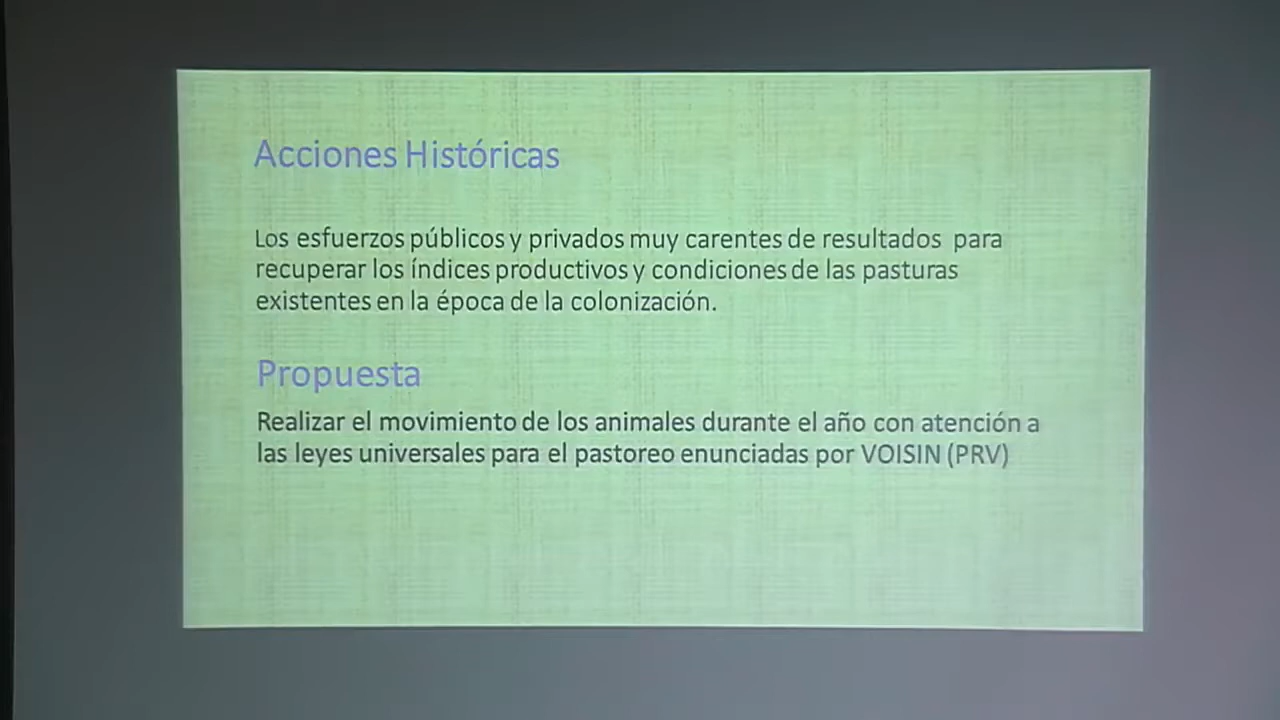 Acciones Históricas
Los esfuerzos públicos y privados muy carentes de resultados para
recuperar los índices productivos y condiciones de las pasturas
existentes en la época de la colonización.
Propuesta
Realizar el movimiento de los animales durante el año con atención a
las leyes universales para el pastoreo enunciadas por VOISIN (PRV)